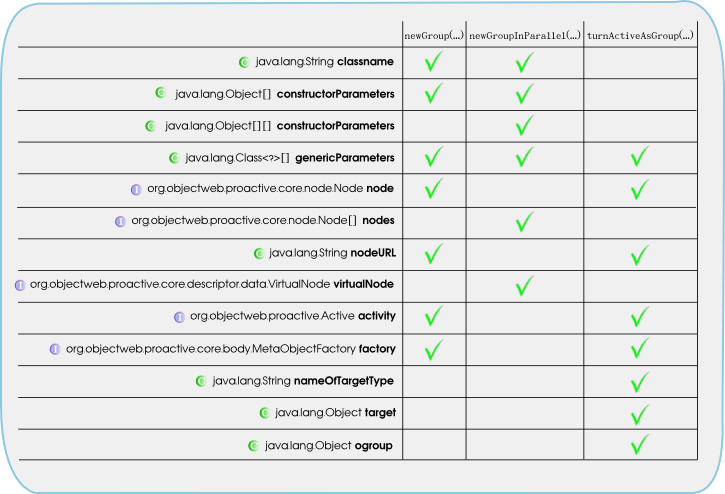 newGroup(...) newGroupInParallel(...) turnActiveAsGroup(...)
C java.lang.String classname
C java.lang.Object[] constructorParameters
C java.lang.Object[][] constructorParameters
C java.lang.Class<?>[] genericParameters
I org.objectweb.proactive.core.node.Node node
I org.objectweb.proactive.core.node.Node[] nodes
C java.lang.String nodeURL
I org.objectweb.proactive.core.descriptor.data.VirtualNode virtualNode
I org.objectweb.proactive.Active activity
I org.objectweb.proactive.core.body.MetaObjectFactory factory
C java.lang.String nameOfTargetType
C java.lang.Object target
C java.lang.Object ogroup